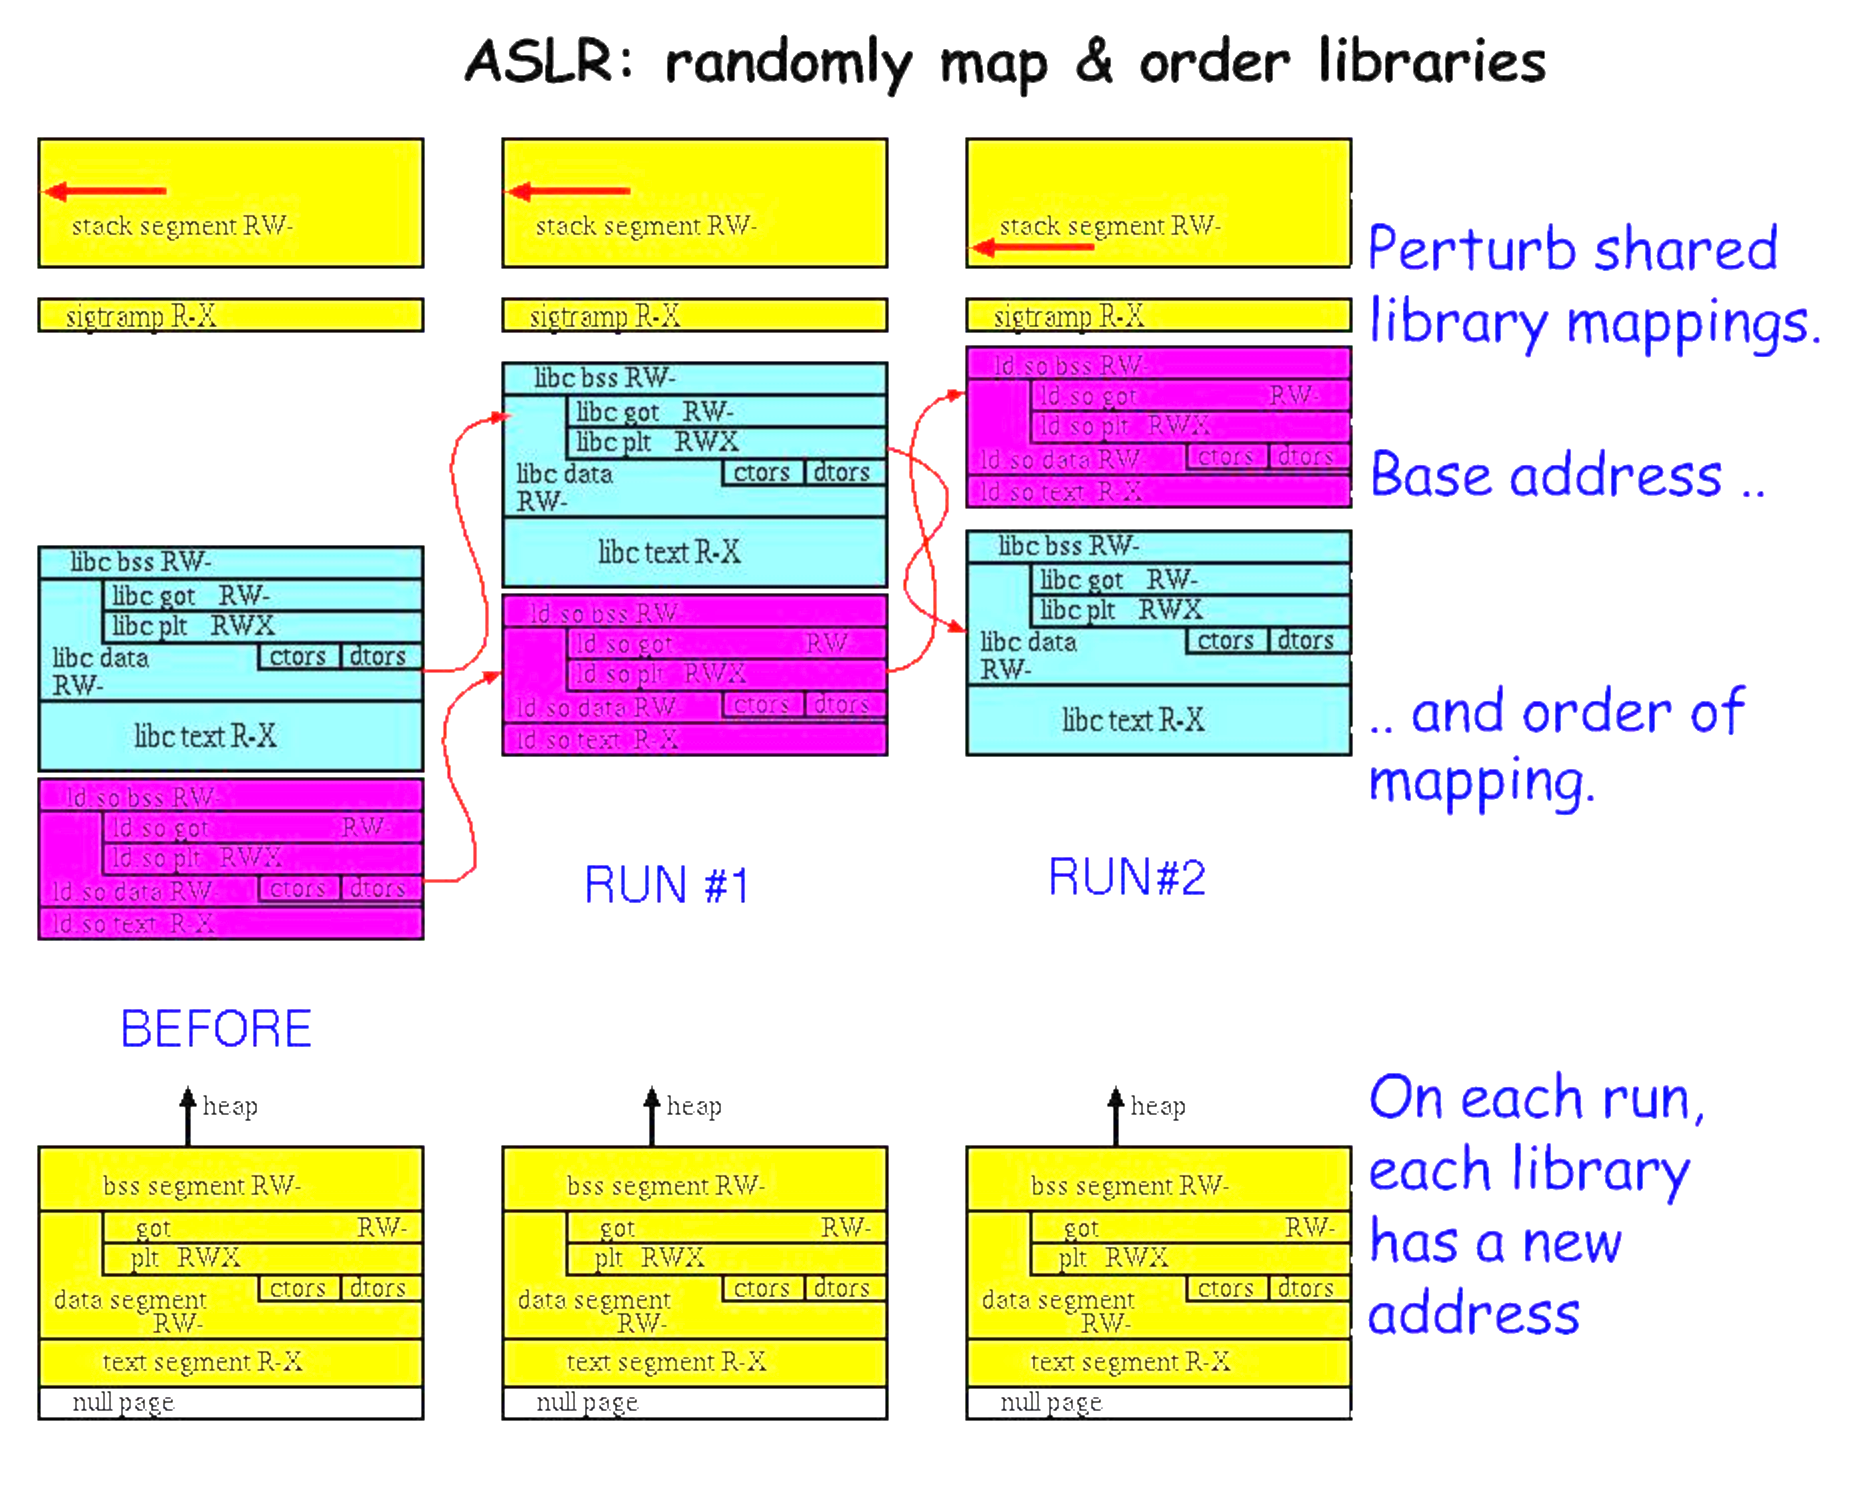 ASLR: randomly map & order libraries
stack segment RW-
sigtramp R-X
libc bss RW-
libc got RW-
libc plt RWX
libc data ctors dtors
RW-
libc text R-X
ld.so bss RW-
ld.so got RW-
ld.so plt RWX
ld.so data RW- ctors dtors
ld.so text R-X
BEFORE
heap
bss segment RW-
got RW-
plt RWX
ctors dtors
data segment
RW-
text segment R-X
null page
stack segment RW-
sigtramp R-X
libc bss RW-
libc got RW-
libc plt RWX
libc data ctors dtors
RW-
libc text R-X
ld.so bss RW-
ld.so got RW-
ld.so plt RWX
ld.so data RW- ctors dtors
ld.so text R-X
RUN #1
heap
bss segment RW-
got RW-
plt RWX
ctors dtors
data segment
RW-
text segment R-X
null page
stack segment RW-
sigtramp R-X
ld.so bss RW-
ld.so got RW-
ld.so plt RWX
ld.so data RW- ctors dtors
ld.so text R-X
libc bss RW-
libc got RW-
libc plt RWX
libc data ctors dtors
RW-
libc text R-X
RUN#2
heap
bss segment RW-
got RW-
plt RWX
ctors dtors
data segment
RW-
text segment R-X
null page
Perturb shared
library mappings.
Base address ..
.. and order of
mapping.
On each run,
each library
has a new
address